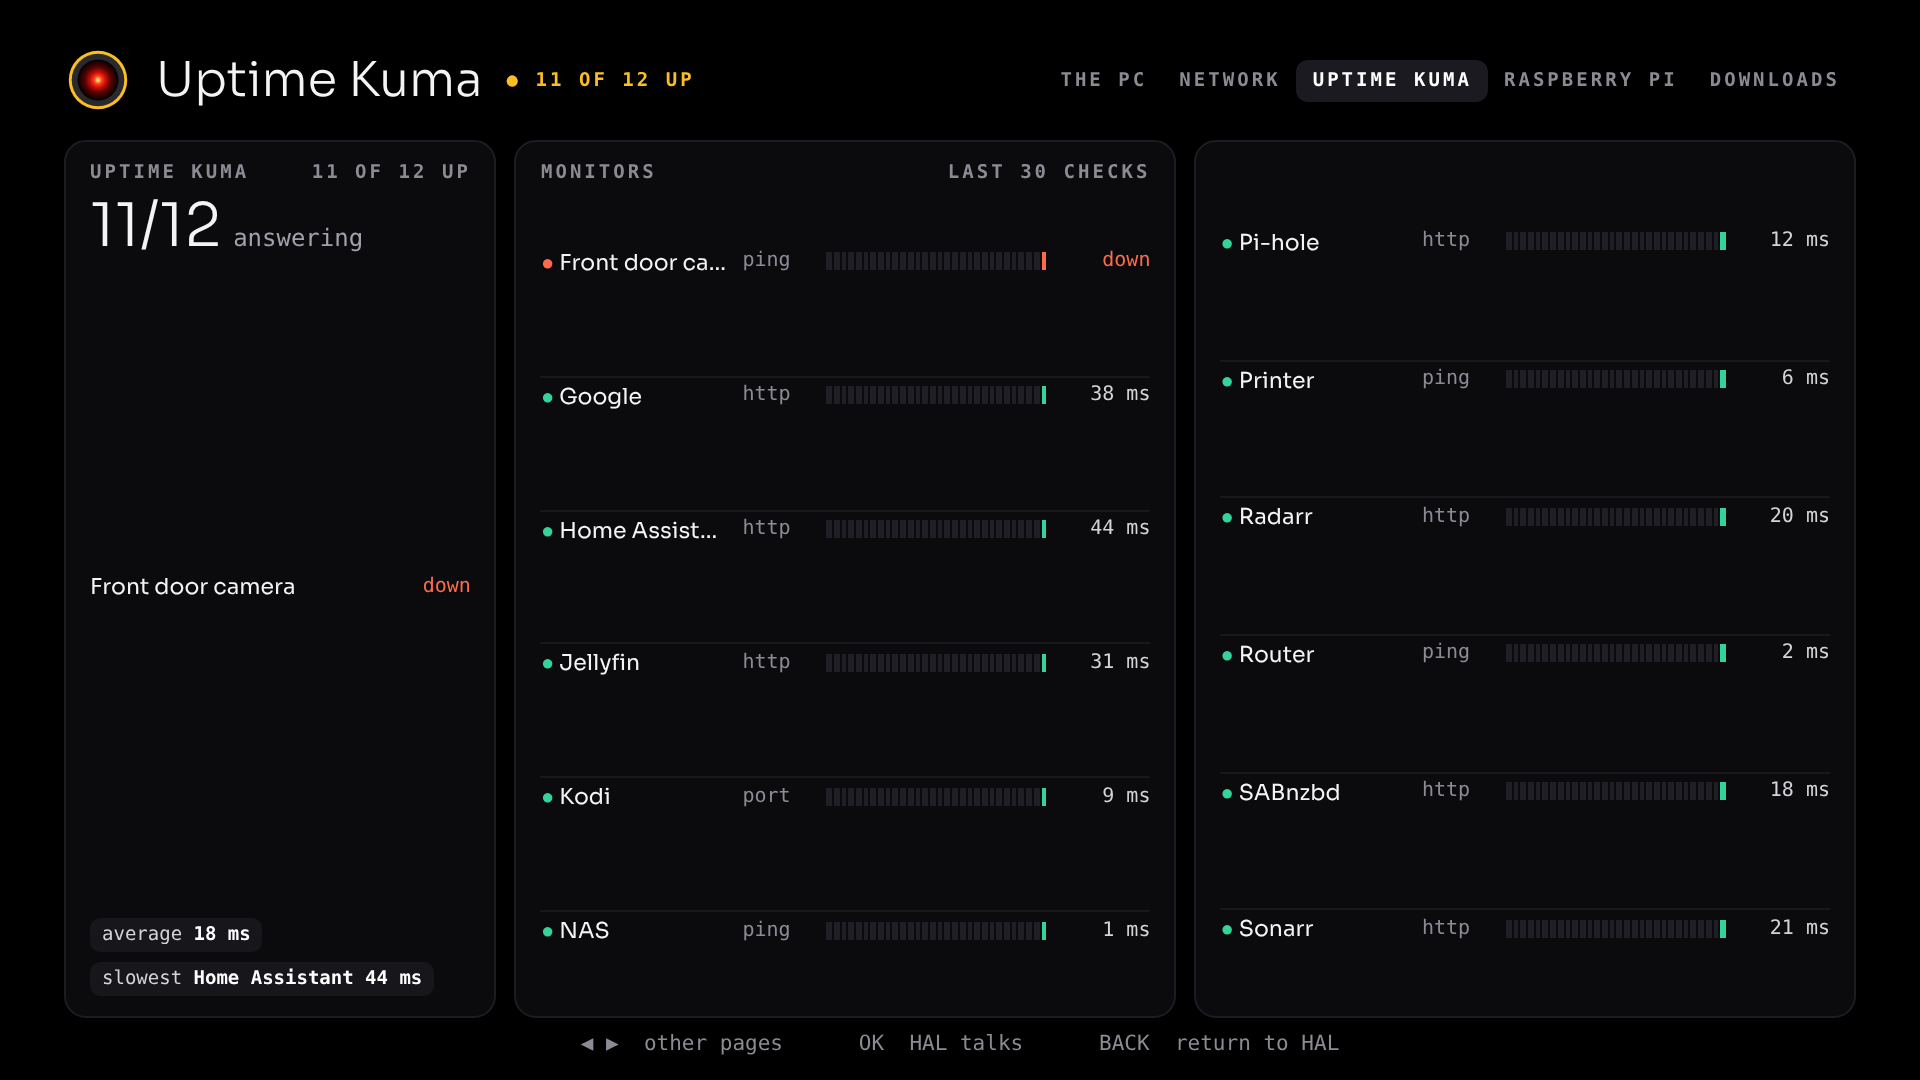 Uptime Kuma ● 11 OF 12 UP
THE PC NETWORK UPTIME KUMA RASPBERRY PI DOWNLOADS
UPTIME KUMA 11 OF 12 UP
11/12 answering
Front door camera down
average 18 ms
slowest Home Assistant 44 ms
MONITORS LAST 30 CHECKS
Front door ca... ping down
Google http 38 ms
Home Assist... http 44 ms
Jellyfin http 31 ms
Kodi port 9 ms
NAS ping 1 ms
Pi-hole http 12 ms
Printer ping 6 ms
Radarr http 20 ms
Router ping 2 ms
SABnzbd http 18 ms
Sonarr http 21 ms
◀ ▶ other pages OK HAL talks BACK return to HAL